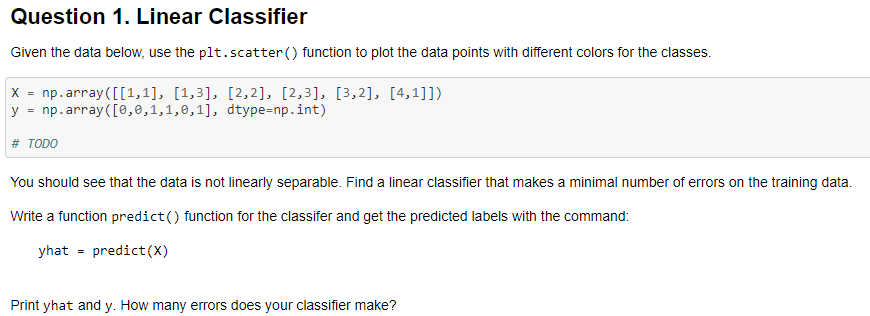 Question 1. Linear Classifier
Given the data below, use the plt.scatter() function to plot the data points with different colors for the classes.
X = np.array([[1,1], [1,3], [2,2], [2,3], [3,2], [4,1]])
y = np.array([0,0,1,1,0,1], dtype=np.int)
# TODO
You should see that the data is not linearly separable. Find a linear classifier that makes a minimal number of errors on the training data.
Write a function predict() function for the classifer and get the predicted labels with the command:
yhat = predict(X)
Print yhat and y. How many errors does your classifier make?